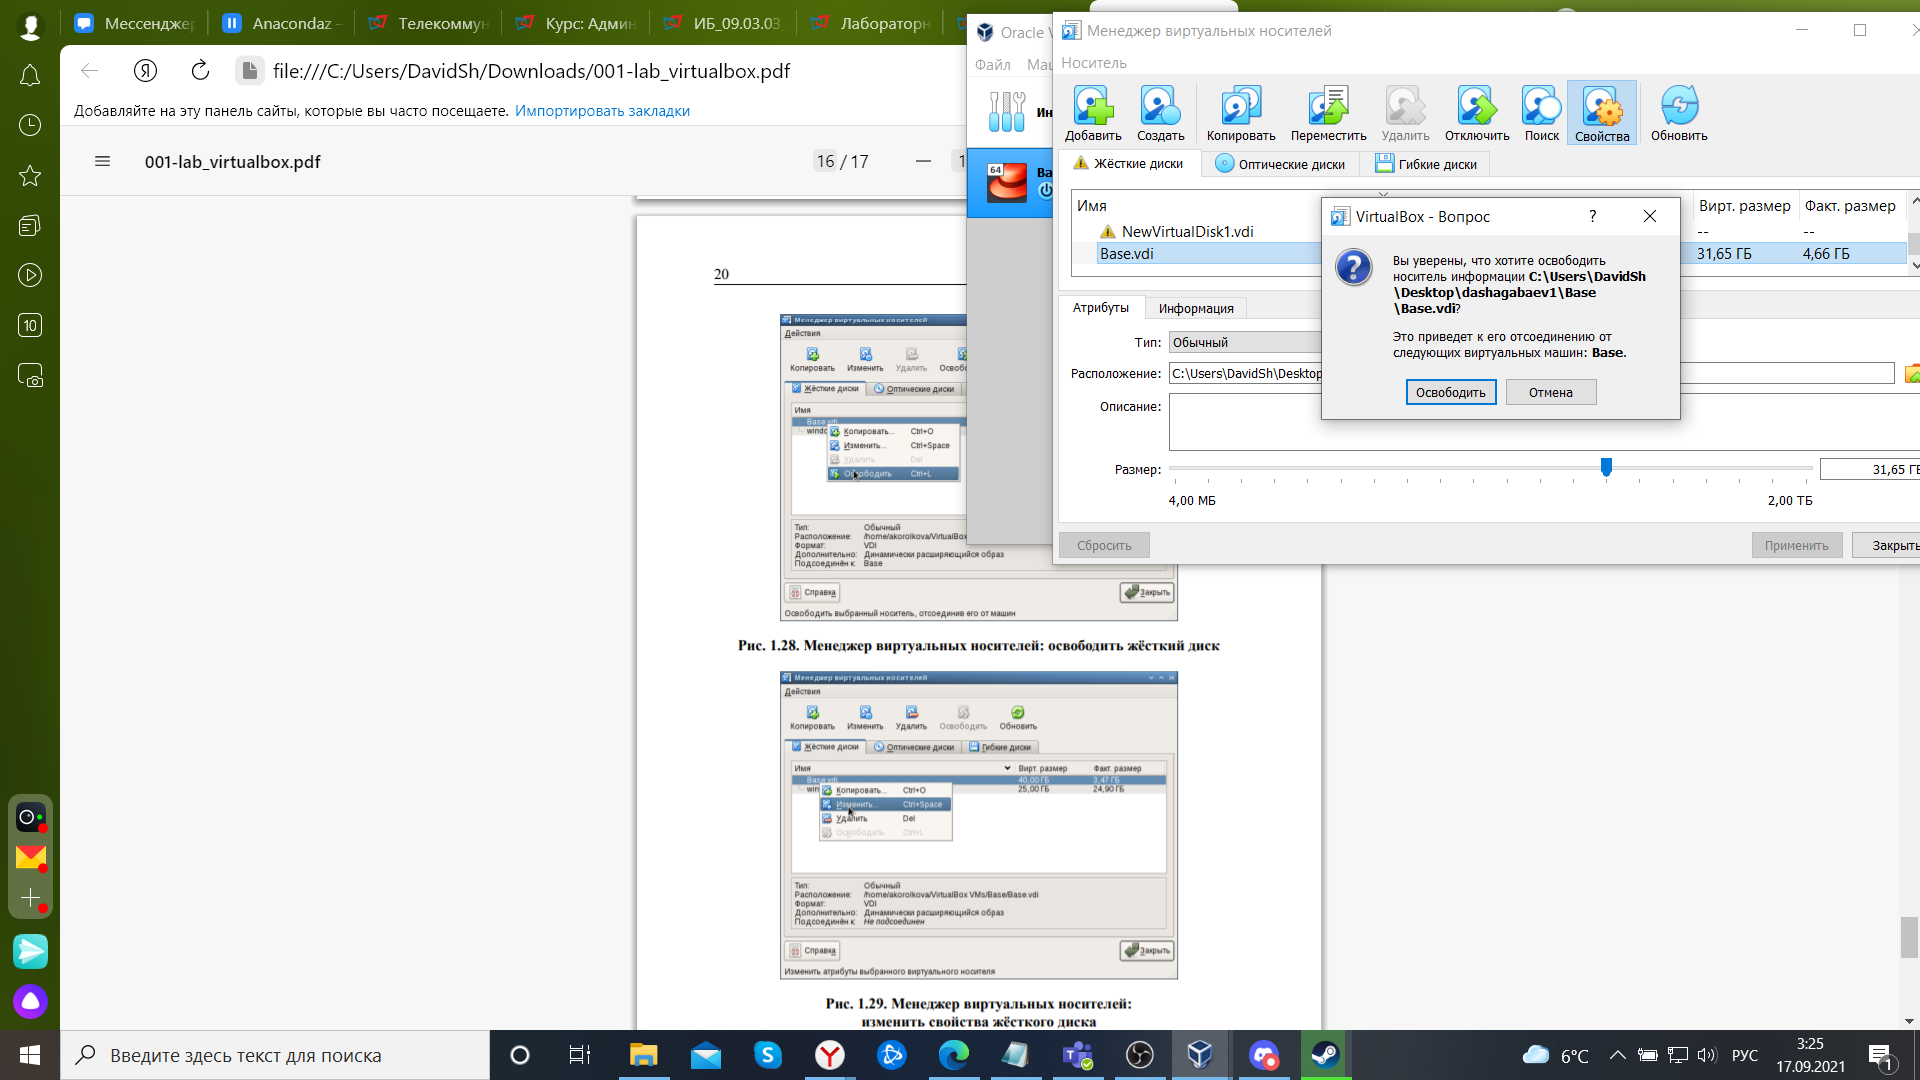 Мессендже
Anacondaz -
Телекоммун
Курс: Админ
ИБ_09.03.03
Лабораторн
file:///C:/Users/DavidSh/Downloads/001-lab_virtualbox.pdf
Добавляйте на эту панель сайты, которые вы часто посещаете. Импортировать закладки
001-lab_virtualbox.pdf
16 / 17
10
20
Менеджер виртуальных носителей
Действия
Копировать Изменить Удалить Освоб
Жёсткие диски Оптические диски
Имя
Base.vdi
windo
Копировать... Ctrl+O
Изменить... Ctrl+Space
Удалить Del
Освободить Ctrl+L
Тип: Обычный
Расположение: /home/akorolkova/VirtualBox
Формат: VDI
Дополнительно: Динамически расширяющийся образ
Подсоединён к: Base
Справка
Закрыть
Освободить выбранный носитель, отсоединив его от машин
Рис. 1.28. Менеджер виртуальных носителей: освободить жёсткий диск
Менеджер виртуальных носителей
Действия
Копировать Изменить Удалить Освободить Обновить
Жёсткие диски Оптические диски Гибкие диски
Имя Вирт. размер Факт. размер
Base.vdi 40,00 ГБ 3,47 ГБ
win 25,00 ГБ 24,90 ГБ
Копировать... Ctrl+O
Изменить... Ctrl+Space
Удалить Del
Освободить Ctrl+L
Тип: Обычный
Расположение: /home/akorolkova/VirtualBox VMs/Base/Base.vdi
Формат: VDI
Дополнительно: Динамически расширяющийся образ
Подсоединён к: Не подсоединен
Справка
Закрыть
Изменить атрибуты выбранного виртуального носителя
Рис. 1.29. Менеджер виртуальных носителей:
изменить свойства жёсткого диска
Oracle V
Файл Маш
Ин
64
Ba
Менеджер виртуальных носителей
Носитель
Добавить Создать Копировать Переместить Удалить Отключить Поиск Свойства Обновить
Жёсткие диски Оптические диски Гибкие диски
Имя Вирт. размер Факт. размер
NewVirtualDisk1.vdi -- --
Base.vdi 31,65 ГБ 4,66 ГБ
Атрибуты Информация
Тип: Обычный
Расположение: C:\Users\DavidSh\Desktop
Описание:
Размер: 31,65 ГБ
4,00 МБ 2,00 ТБ
Сбросить Применить Закрыть
VirtualBox - Вопрос
?
Вы уверены, что хотите освободить
носитель информации C:\Users\DavidSh
\Desktop\dashagabaev1\Base
\Base.vdi?
Это приведет к его отсоединению от
следующих виртуальных машин: Base.
Освободить Отмена
Введите здесь текст для поиска
6°C
РУС
3:25
17.09.2021
1